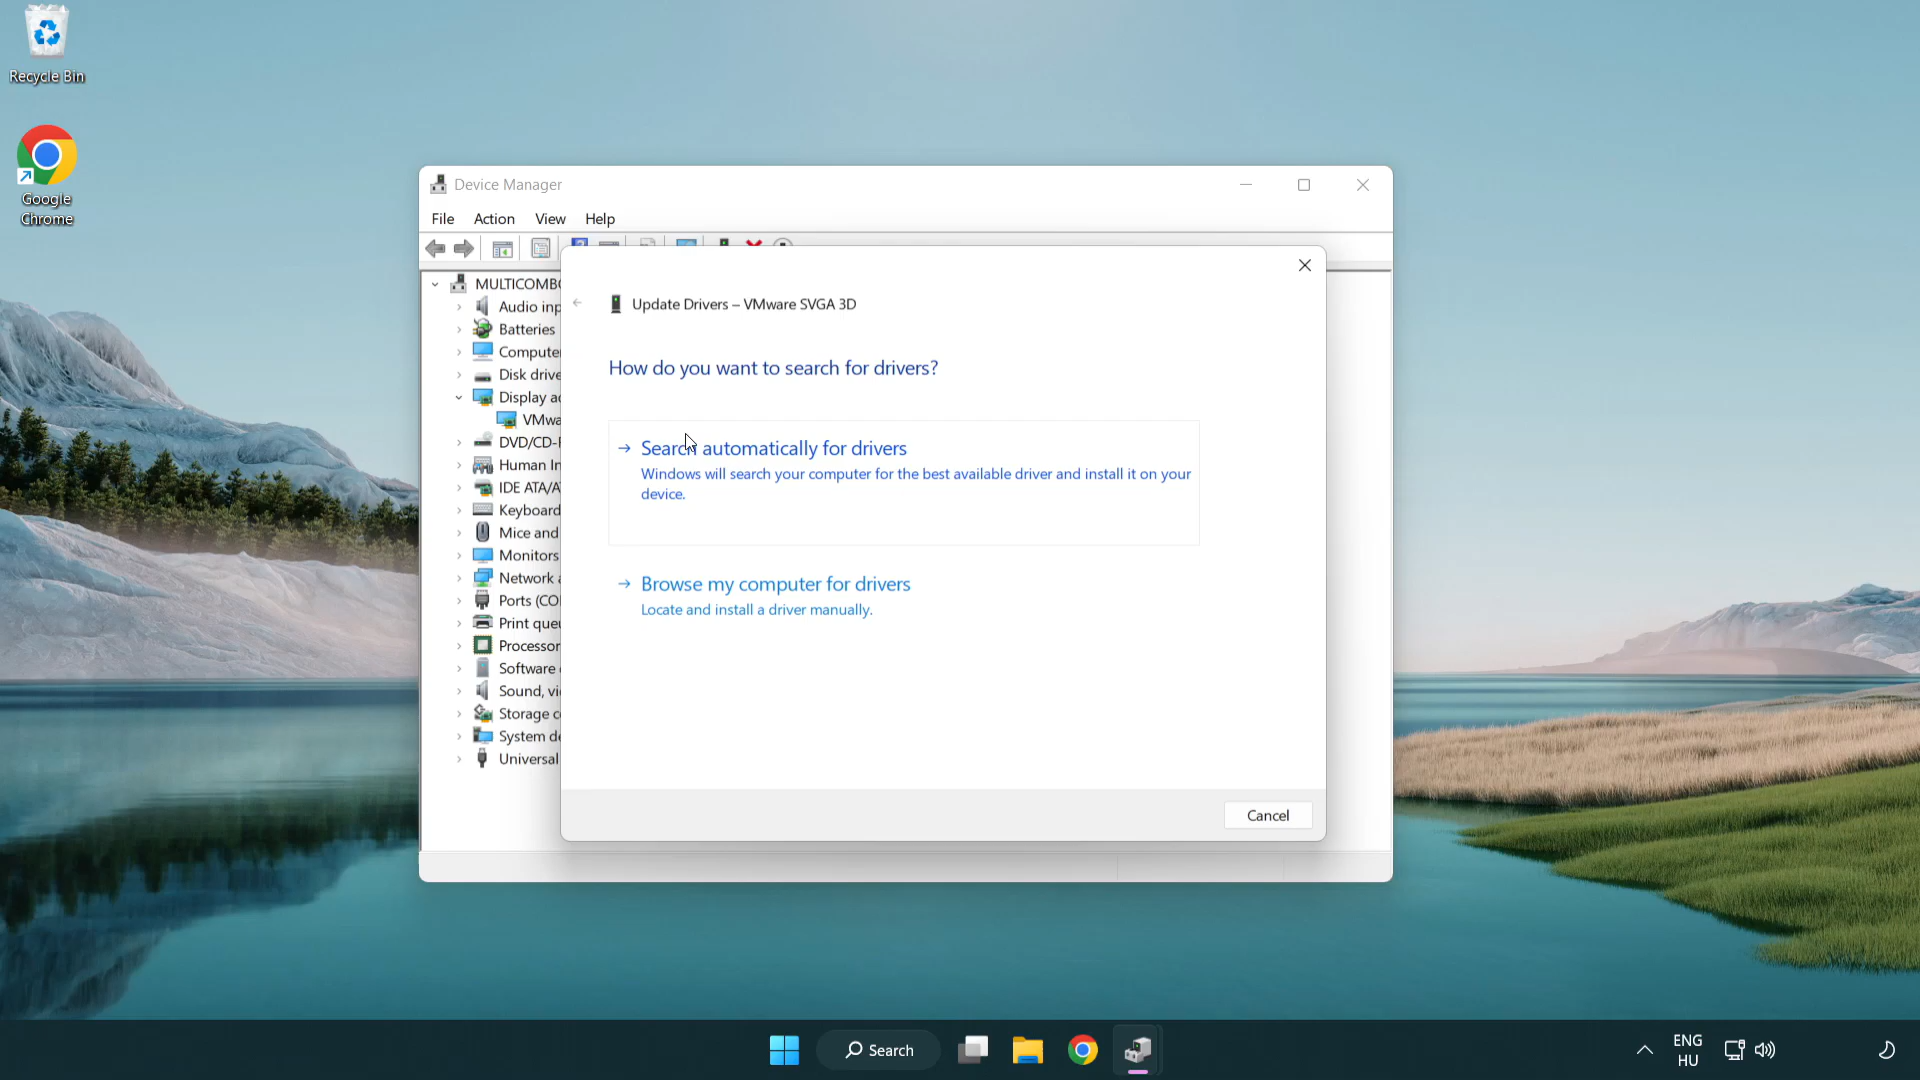 Recycle Bin
Google
Chrome
Device Manager
File Action View Help
MULTICOMBO
Audio inp
Batteries
Compute
Disk drive
Display a
VMwa
DVD/CD-
Human In
IDE ATA/A
Keyboard
Mice and
Monitors
Network
Ports (CO
Print que
Processor
Software
Sound, vi
Storage c
System de
Universal
Update Drivers – VMware SVGA 3D
How do you want to search for drivers?
Search automatically for drivers
Windows will search your computer for the best available driver and install it on your
device.
Browse my computer for drivers
Locate and install a driver manually.
Cancel
Search
ENG
HU